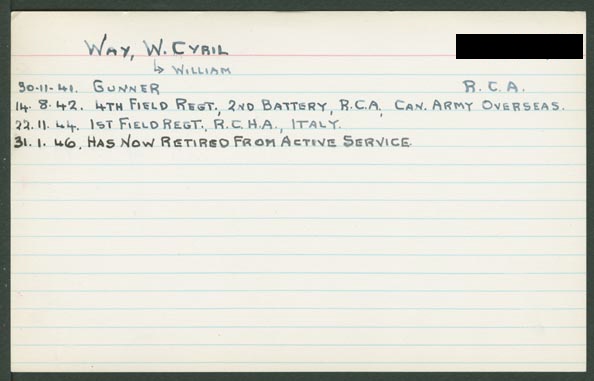 WAY, W. CYRIL
↳ WILLIAM
30-11-41. GUNNER R.C.A.
14. 8. 42. 4TH FIELD REGT., 2ND BATTERY, R.C.A, CAN. ARMY OVERSEAS.
22.11.44. 1ST FIELD REGT., R.C.H.A., ITALY.
31.1.46. HAS NOW RETIRED FROM ACTIVE SERVICE.